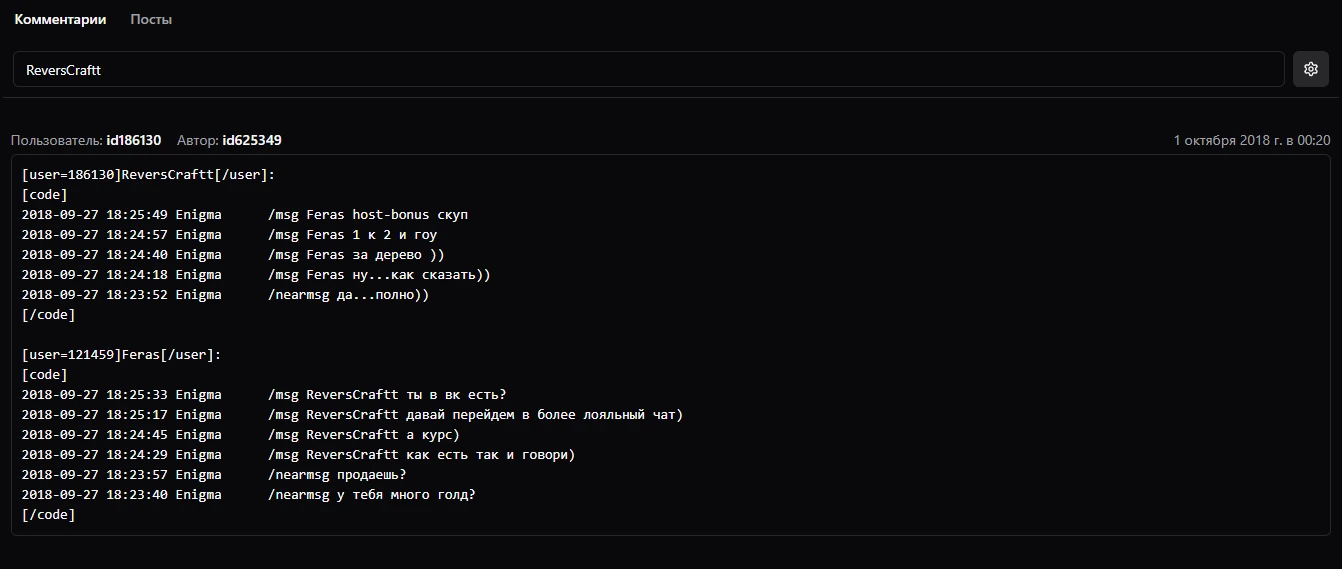 Комментарии Посты
ReversCraftt
Пользователь: id186130 Автор: id625349 1 октября 2018 г. в 00:20
[user=186130]ReversCraftt[/user]:
[code]
2018-09-27 18:25:49 Enigma /msg Feras host-bonus скуп
2018-09-27 18:24:57 Enigma /msg Feras 1 к 2 и гоу
2018-09-27 18:24:40 Enigma /msg Feras за дерево ))
2018-09-27 18:24:18 Enigma /msg Feras ну...как сказать))
2018-09-27 18:23:52 Enigma /nearmsg да...полно))
[/code]
[user=121459]Feras[/user]:
[code]
2018-09-27 18:25:33 Enigma /msg ReversCraftt ты в вк есть?
2018-09-27 18:25:17 Enigma /msg ReversCraftt давай перейдем в более лояльный чат)
2018-09-27 18:24:45 Enigma /msg ReversCraftt а курс)
2018-09-27 18:24:29 Enigma /msg ReversCraftt как есть так и говори)
2018-09-27 18:23:57 Enigma /nearmsg продаешь?
2018-09-27 18:23:40 Enigma /nearmsg у тебя много голд?
[/code]